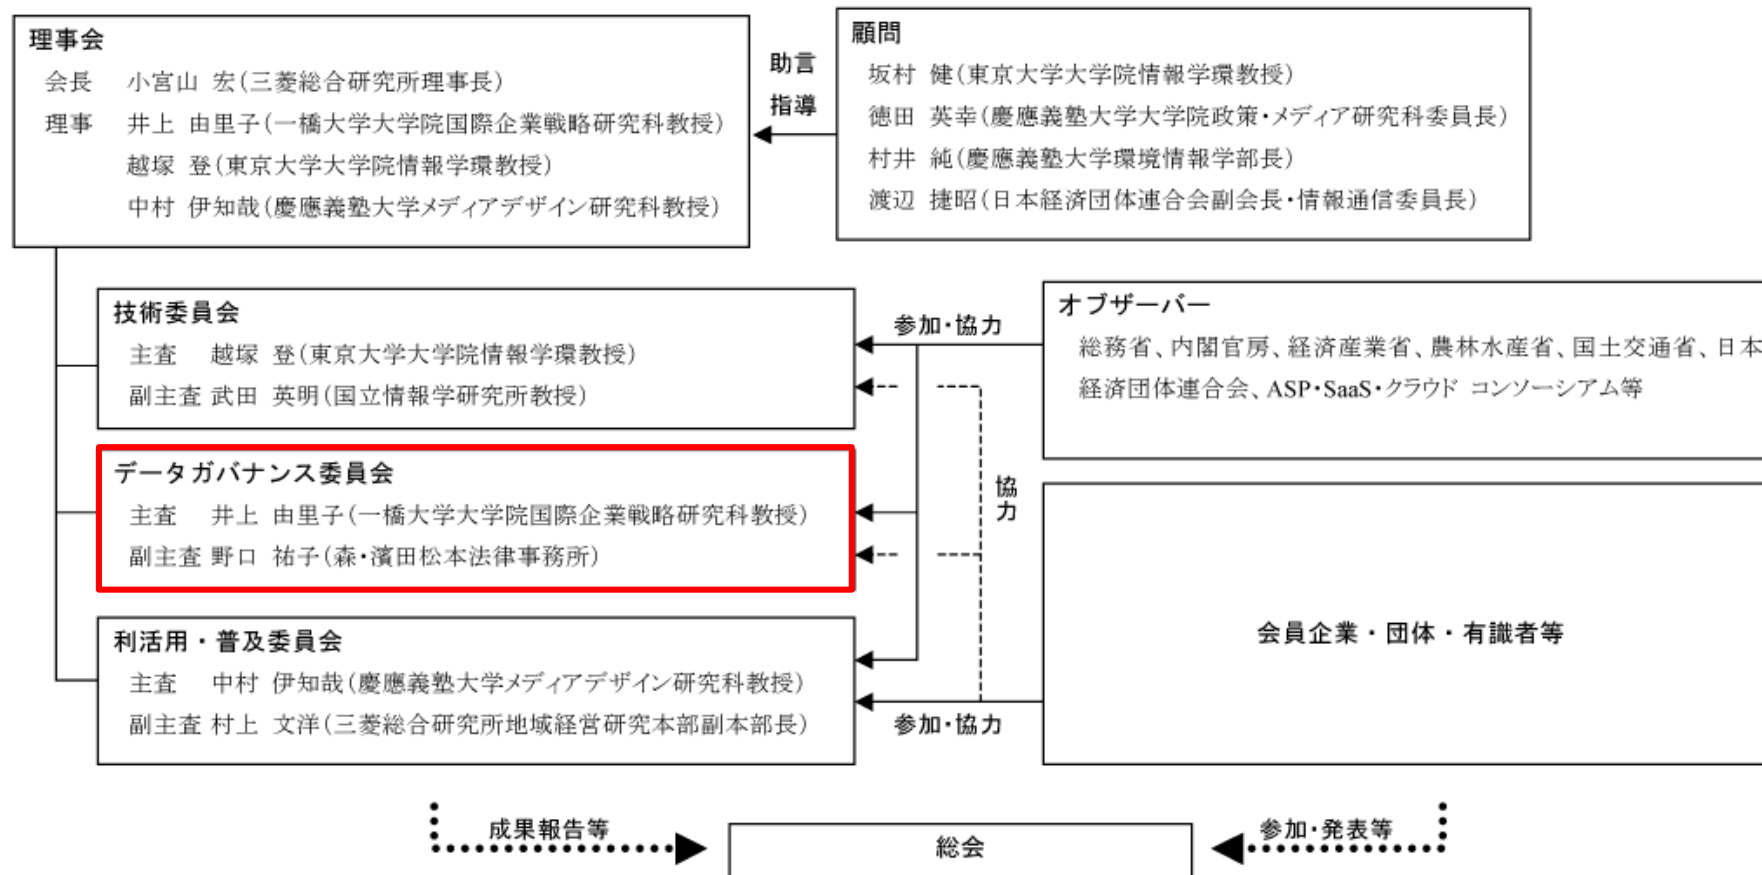 理事会
会長 小宮山 宏(三菱総合研究所理事長)
理事 井上 由里子(一橋大学大学院国際企業戦略研究科教授)
越塚 登(東京大学大学院情報学環教授)
中村 伊知哉(慶應義塾大学メディアデザイン研究科教授)
助言
指導
顧問
坂村 健(東京大学大学院情報学環教授)
徳田 英幸(慶應義塾大学大学院政策・メディア研究科委員長)
村井 純(慶應義塾大学環境情報学部長)
渡辺 捷昭(日本経済団体連合会副会長・情報通信委員長)
技術委員会
主査 越塚 登(東京大学大学院情報学環教授)
副主査 武田 英明(国立情報学研究所教授)
参加・協力
オブザーバー
総務省、内閣官房、経済産業省、農林水産省、国土交通省、日本
経済団体連合会、ASP・SaaS・クラウド コンソーシアム等
データガバナンス委員会
主査 井上 由里子(一橋大学大学院国際企業戦略研究科教授)
副主査 野口 祐子(森・濱田松本法律事務所)
協力
利活用・普及委員会
主査 中村 伊知哉(慶應義塾大学メディアデザイン研究科教授)
副主査 村上 文洋(三菱総合研究所地域経営研究本部副本部長)
参加・協力
会員企業・団体・有識者等
成果報告等
総会
参加・発表等